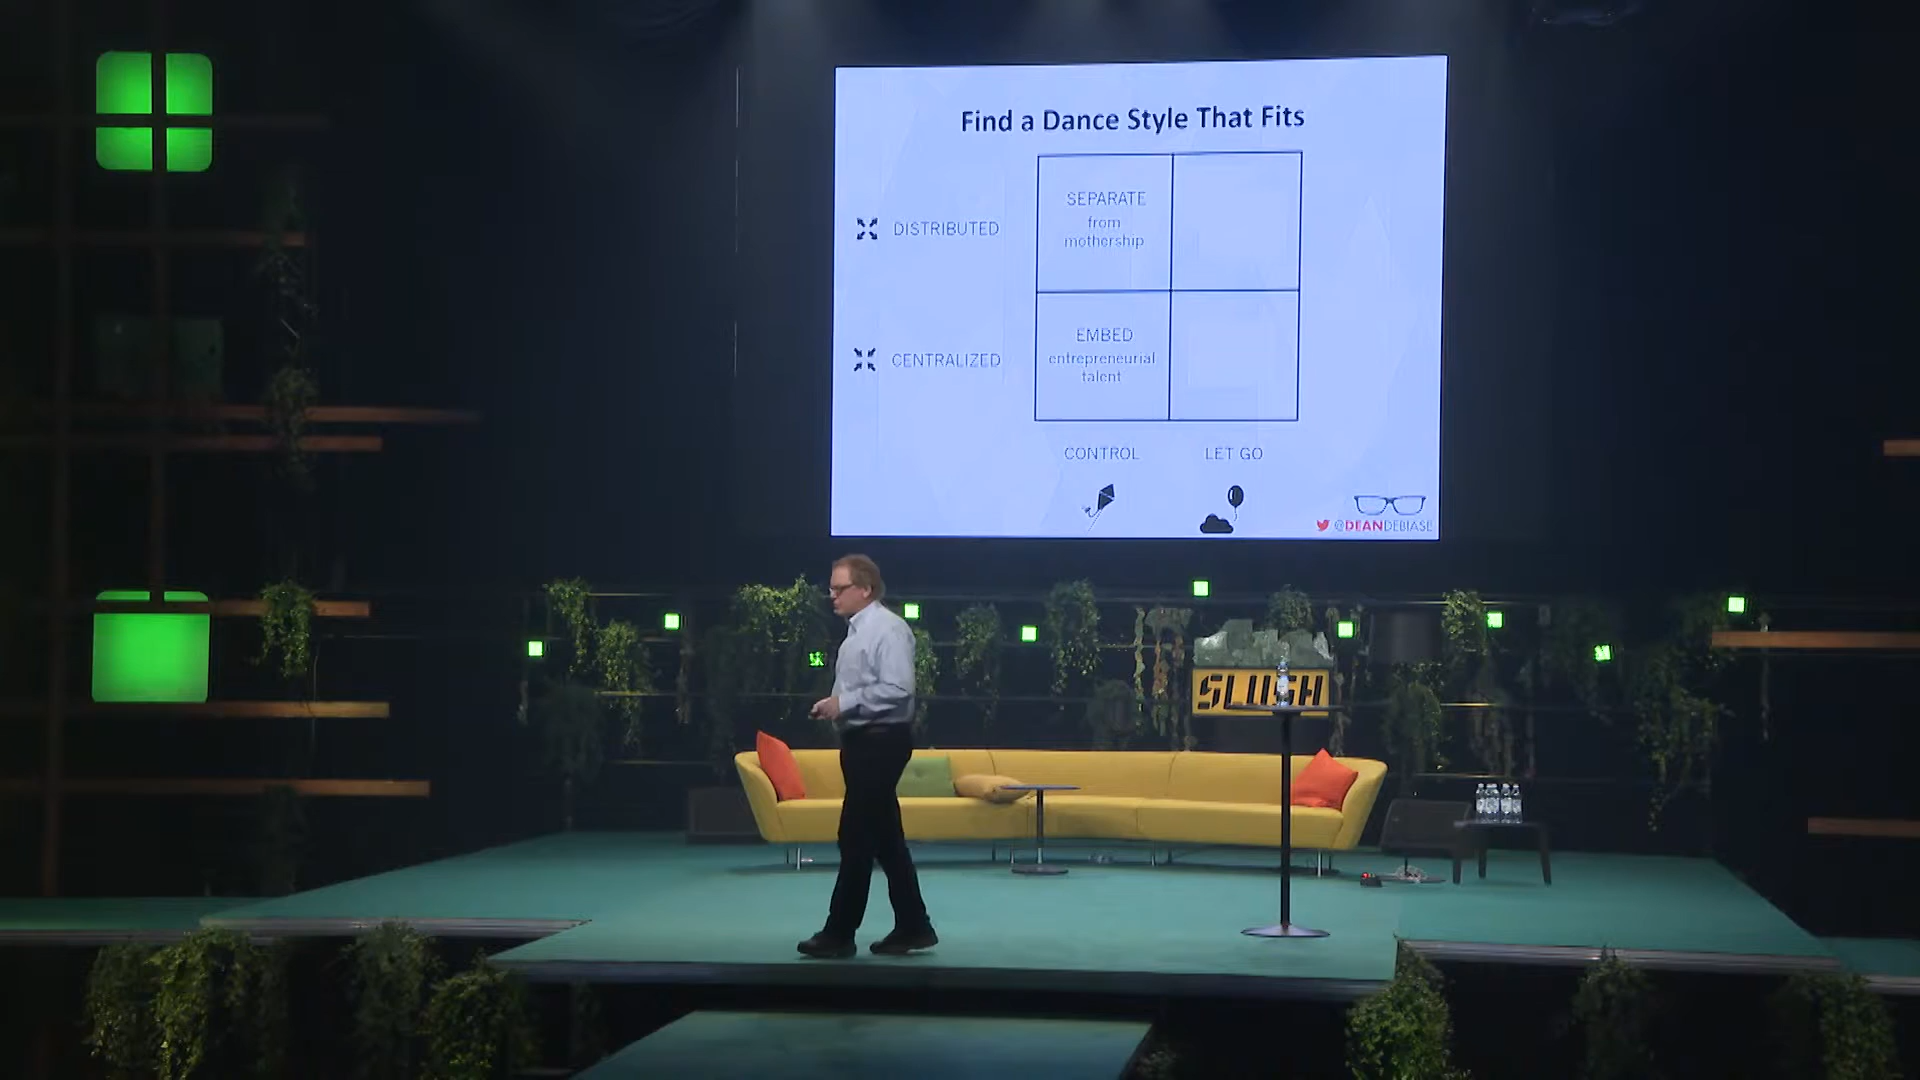 Find a Dance Style That Fits
DISTRIBUTED
SEPARATE
from
mothership
CENTRALIZED
EMBED
entrepreneurial
talent
CONTROL
LET GO
@DEANDEBIASE
SLUSH